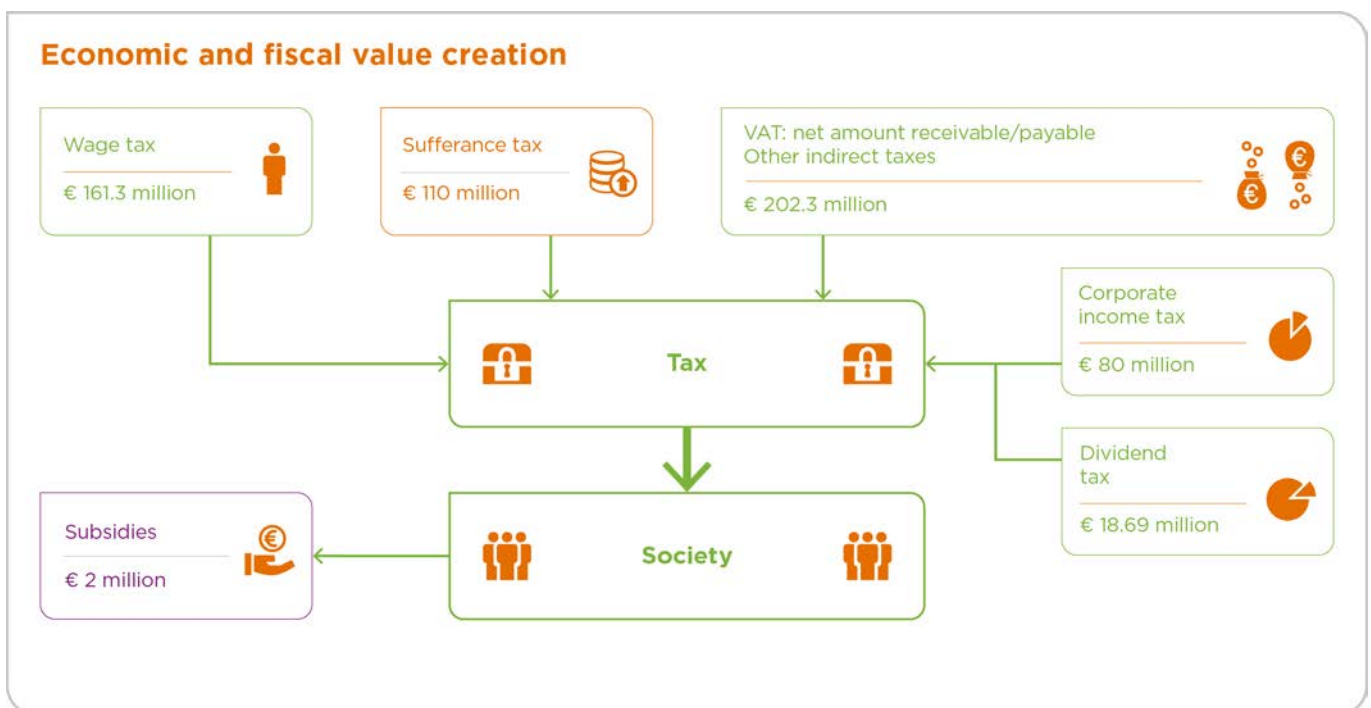 Economic and fiscal value creation
Wage tax
€ 161.3 million
Sufferance tax
€ 110 million
VAT: net amount receivable/payable
Other indirect taxes
€ 202.3 million
Corporate
income tax
€ 80 million
Tax
Dividend
tax
€ 18.69 million
Subsidies
€ 2 million
Society